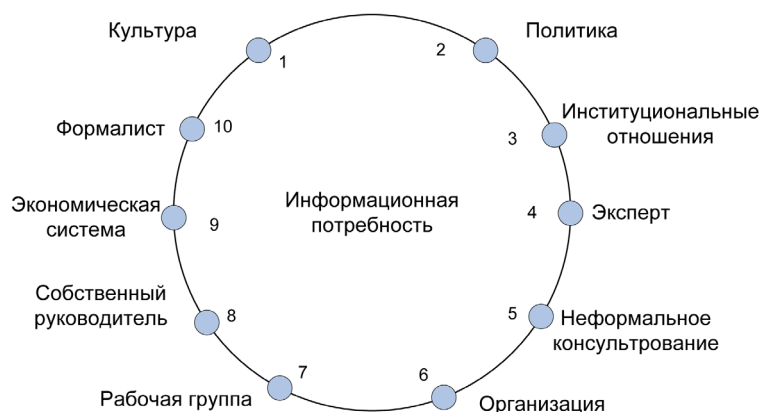 Культура
1
2
Политика
Институциональные
отношения
3
Формалист
10
Экономическая
система
9
Информационная
потребность
4
Эксперт
Собственный
руководитель
8
5
Неформальное
консультрование
7
6
Рабочая группа
Организация